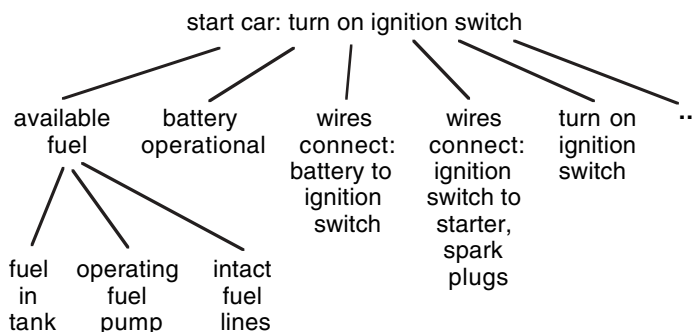 start car: turn on ignition switch
available
fuel
battery
operational
wires
connect:
battery to
ignition
switch
wires
connect:
ignition
switch to
starter,
spark
plugs
turn on
ignition
switch
..
fuel
in
tank
operating
fuel
pump
intact
fuel
lines